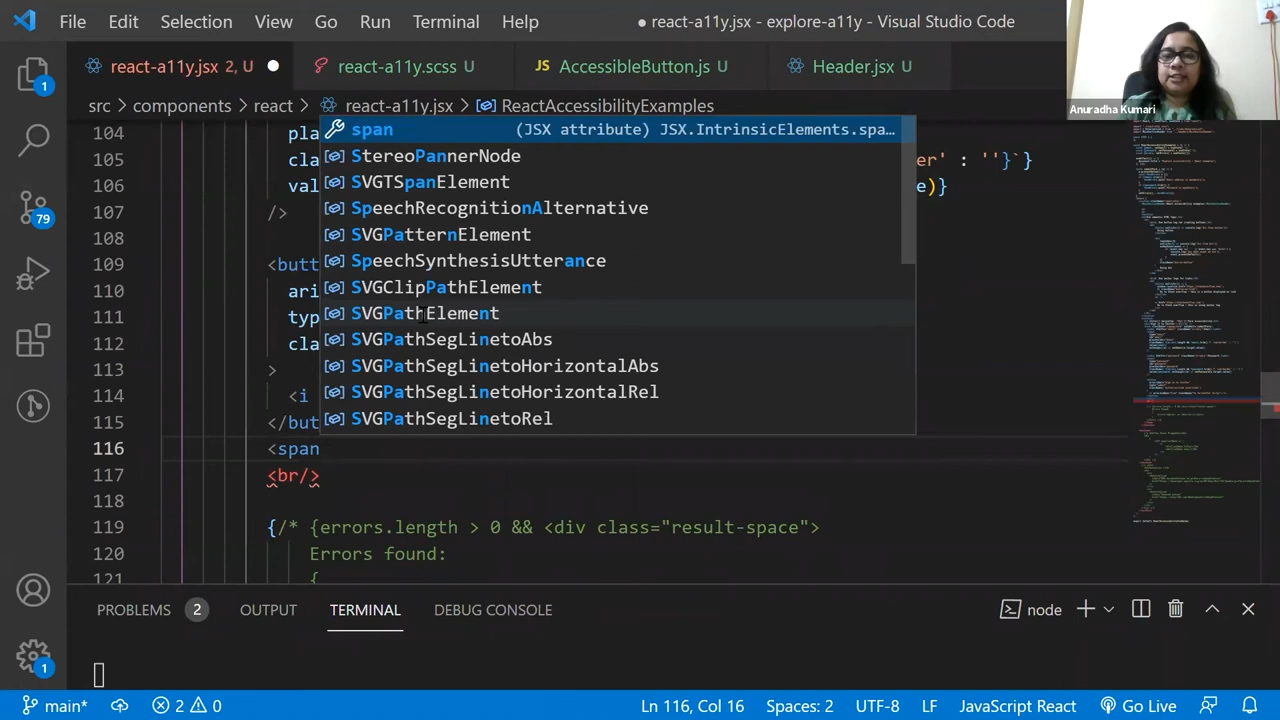 File Edit Selection View Go Run Terminal Help
● react-a11y.jsx - explore-a11y - Visual Studio Code
Anuradha Kumari
react-a11y.jsx 2, U ●
react-a11y.scss U
JS AccessibleButton.js U
Header.jsx U
src > components > react > react-a11y.jsx > ReactAccessibilityExamples
104 pla
105 cla er' : ''}`}
106 val e)}
107 />
108
109 <butt
110 ari
111 typ
112 cla
113 >
114 <i
115 </but
116 <span
117 <br/>
118
119 {/* {errors.length > 0 && <div class="result-space">
120 Errors found:
121 {
span (JSX attribute) JSX.IntrinsicElements.spa…
StereoPannerNode
SVGTSpanElement
SpeechRecognitionAlternative
SVGPatternElement
SpeechSynthesisUtterance
SVGClipPathElement
SVGPathElement
SVGPathSegLinetoAbs
SVGPathSegLinetoHorizontalAbs
SVGPathSegLinetoHorizontalRel
SVGPathSegLinetoRel
1
79
1
PROBLEMS 2 OUTPUT TERMINAL DEBUG CONSOLE
node
main* 2 0
Ln 116, Col 16 Spaces: 2 UTF-8 LF JavaScript React Go Live